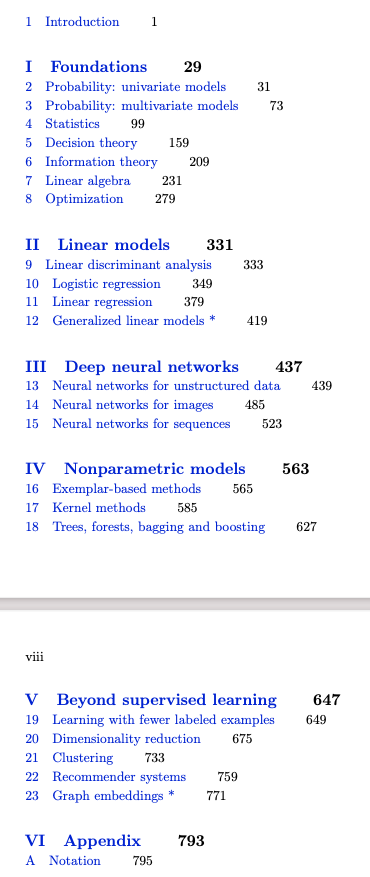 1 Introduction 1
I Foundations 29
2 Probability: univariate models 31
3 Probability: multivariate models 73
4 Statistics 99
5 Decision theory 159
6 Information theory 209
7 Linear algebra 231
8 Optimization 279
II Linear models 331
9 Linear discriminant analysis 333
10 Logistic regression 349
11 Linear regression 379
12 Generalized linear models * 419
III Deep neural networks 437
13 Neural networks for unstructured data 439
14 Neural networks for images 485
15 Neural networks for sequences 523
IV Nonparametric models 563
16 Exemplar-based methods 565
17 Kernel methods 585
18 Trees, forests, bagging and boosting 627
viii
V Beyond supervised learning 647
19 Learning with fewer labeled examples 649
20 Dimensionality reduction 675
21 Clustering 733
22 Recommender systems 759
23 Graph embeddings * 771
VI Appendix 793
A Notation 795